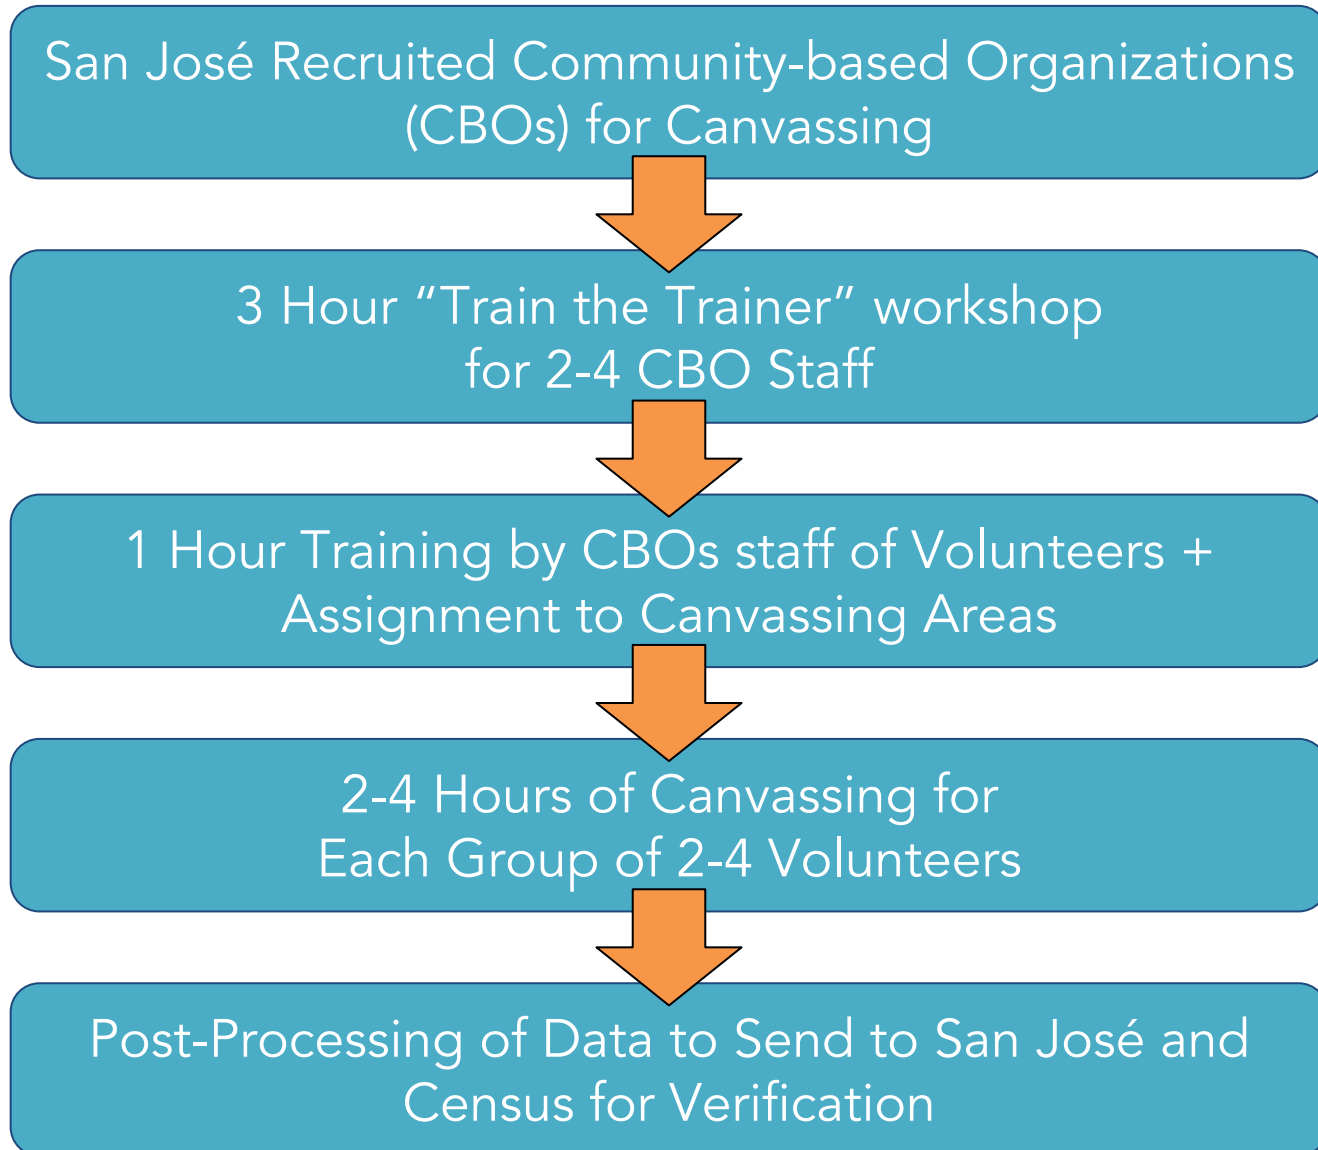 San José Recruited Community-based Organizations
(CBOs) for Canvassing
3 Hour “Train the Trainer” workshop
for 2-4 CBO Staff
1 Hour Training by CBOs staff of Volunteers +
Assignment to Canvassing Areas
2-4 Hours of Canvassing for
Each Group of 2-4 Volunteers
Post-Processing of Data to Send to San José and
Census for Verification